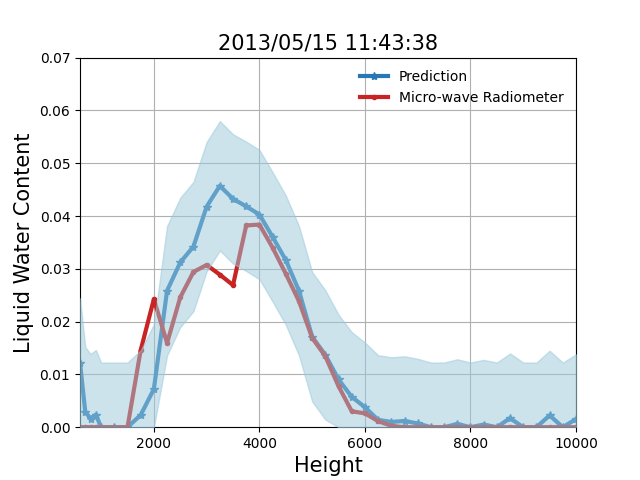 2013/05/15 11:43:38
0.07
0.06
0.05
0.04
0.03
0.02
0.01
0.00
Liquid Water Content
Prediction
Micro-wave Radiometer
2000 4000 6000 8000 10000
Height